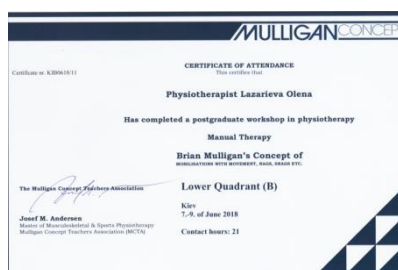 MULLIGANCONCEP
CERTIFICATE OF ATTENDANCE
Certificate nr. KIB0618/11
This certifies that
Physiotherapist Lazarieva Olena
Has completed a postgraduate workshop in physiotherapy
Manual Therapy
Brian Mulligan's Concept of
MOBILISATIONS WITH MOVEMENT, NAGS, SNAGS ETC.
The Mulligan Concept Teachers Association
Lower Quadrant (B)
Kiev
7.-9. of June 2018
Josef M. Andersen
Master of Musculoskeletal & Sports Physiotherapy
Mulligan Concept Teachers Association (MCTA)
Contact hours: 21